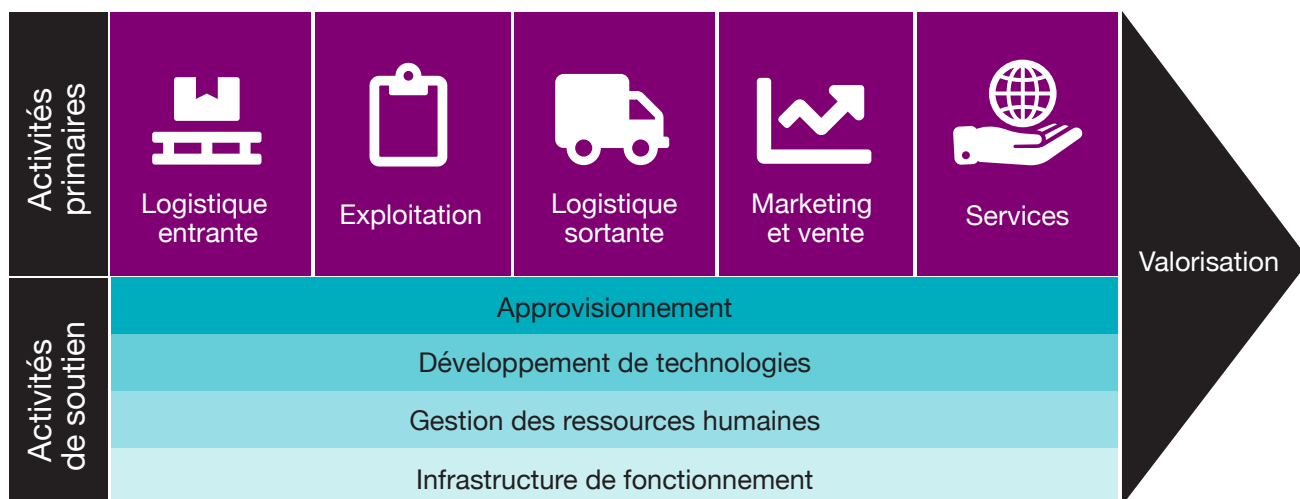 Activités
primaires
Logistique
entrante
Exploitation
Logistique
sortante
Marketing
et vente
Services
Valorisation
Activités
de soutien
Approvisionnement
Développement de technologies
Gestion des ressources humaines
Infrastructure de fonctionnement